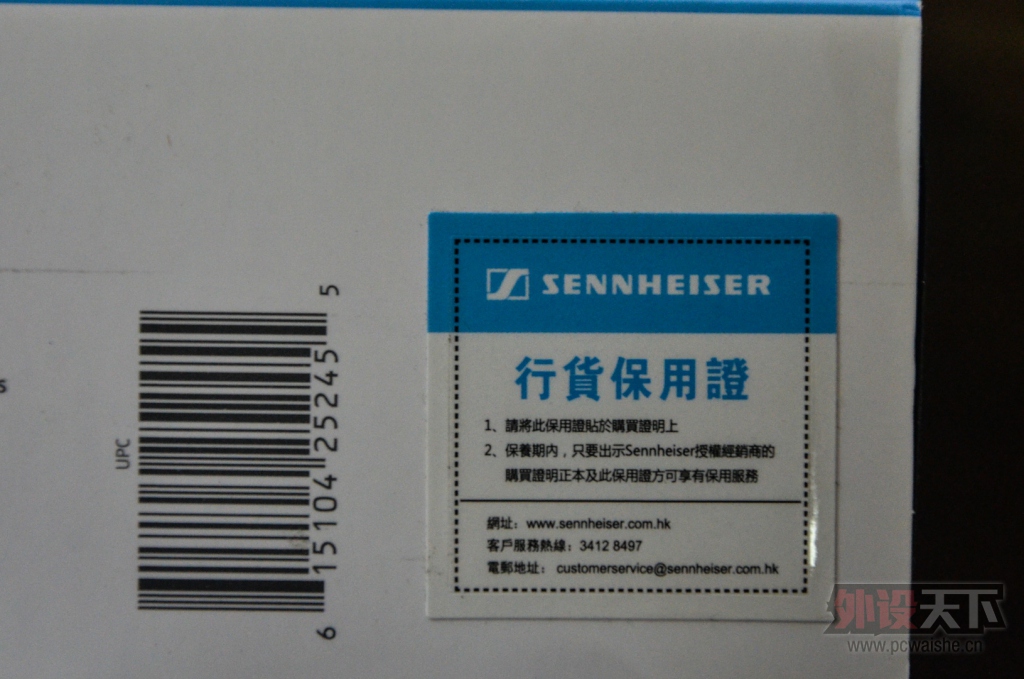 s
UPC
6 15104 25245 5
SENNHEISER
行貨保用證
1、請將此保用證貼於購買證明上
2、保養期内，只要出示Sennheiser授權經銷商的
購買證明正本及此保用證方可享有保用服務
網址：www.sennheiser.com.hk
客戶服務熱線：3412 8497
電郵地址： customerservice@sennheiser.com.hk
外设天下
www.pcwaishe.cn